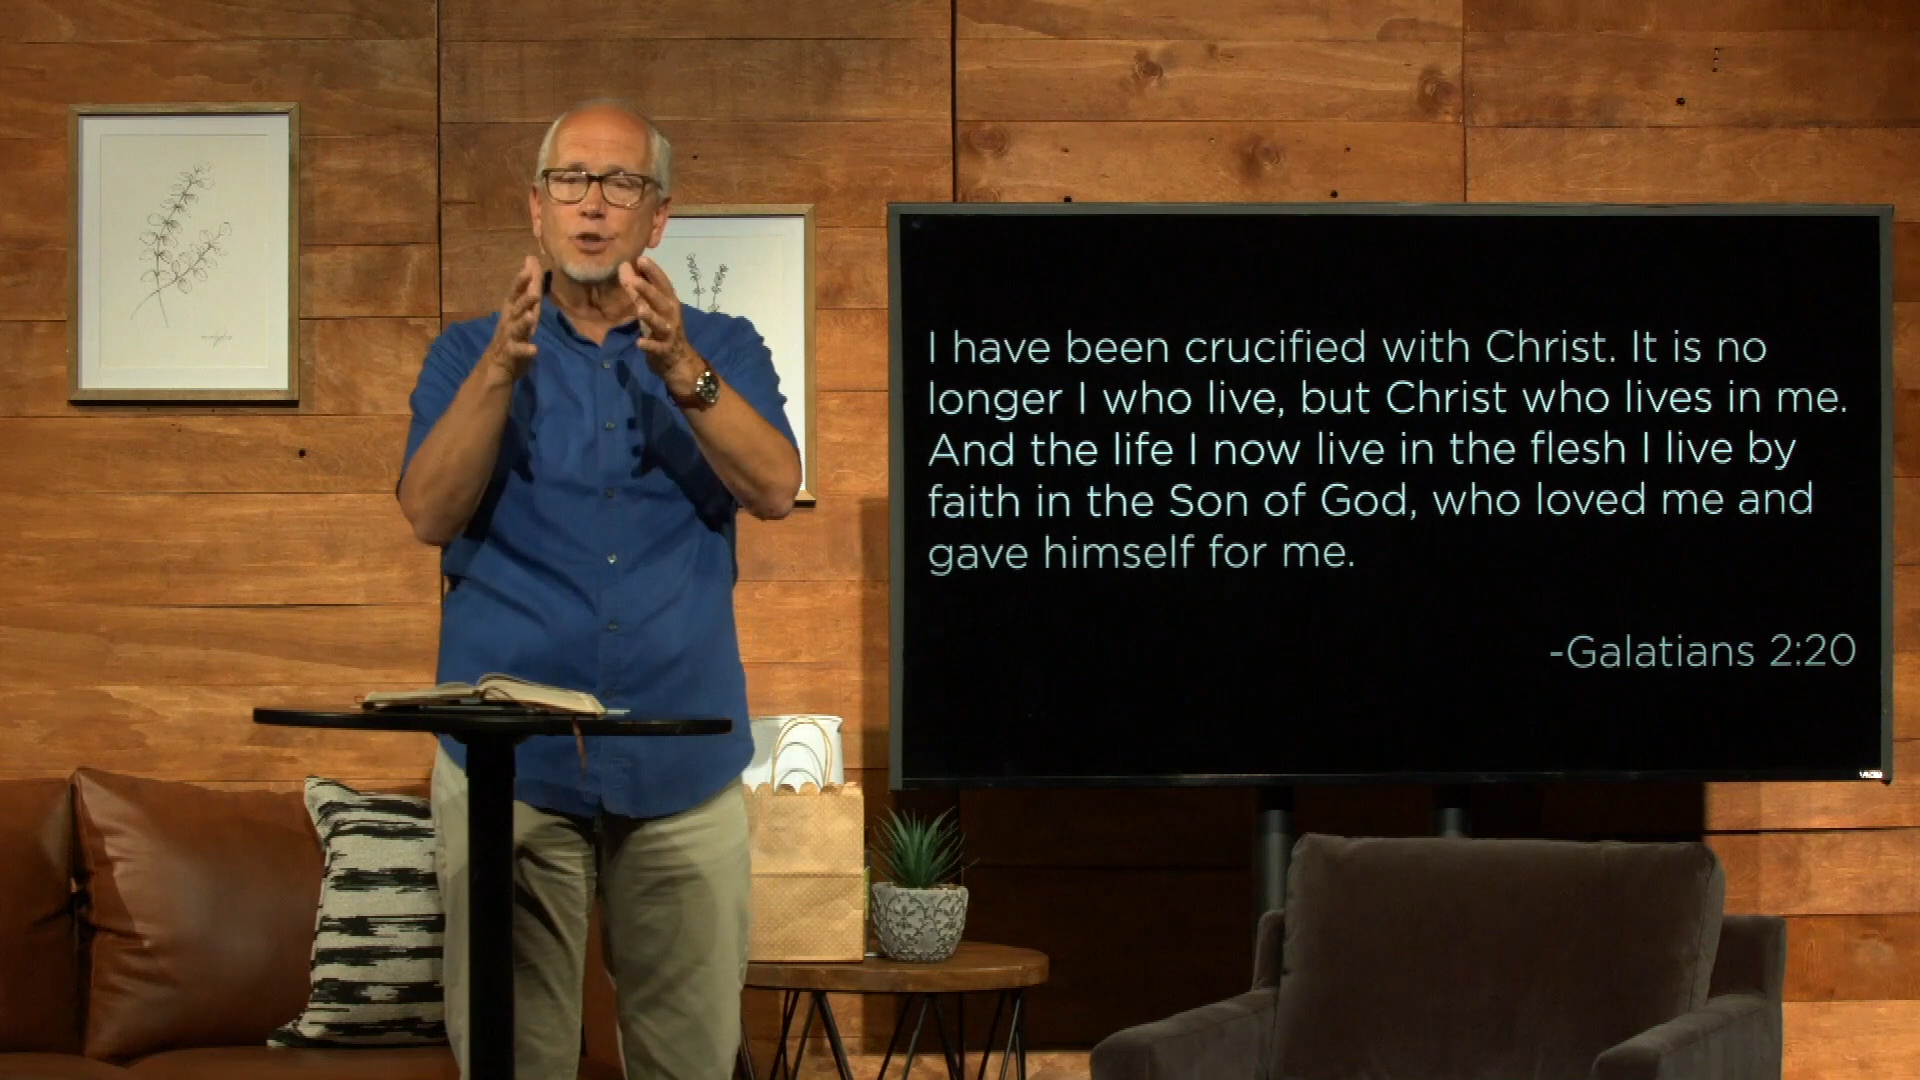 I have been crucified with Christ. It is no
longer I who live, but Christ who lives in me.
And the life I now live in the flesh I live by
faith in the Son of God, who loved me and
gave himself for me.
-Galatians 2:20
VIZIO